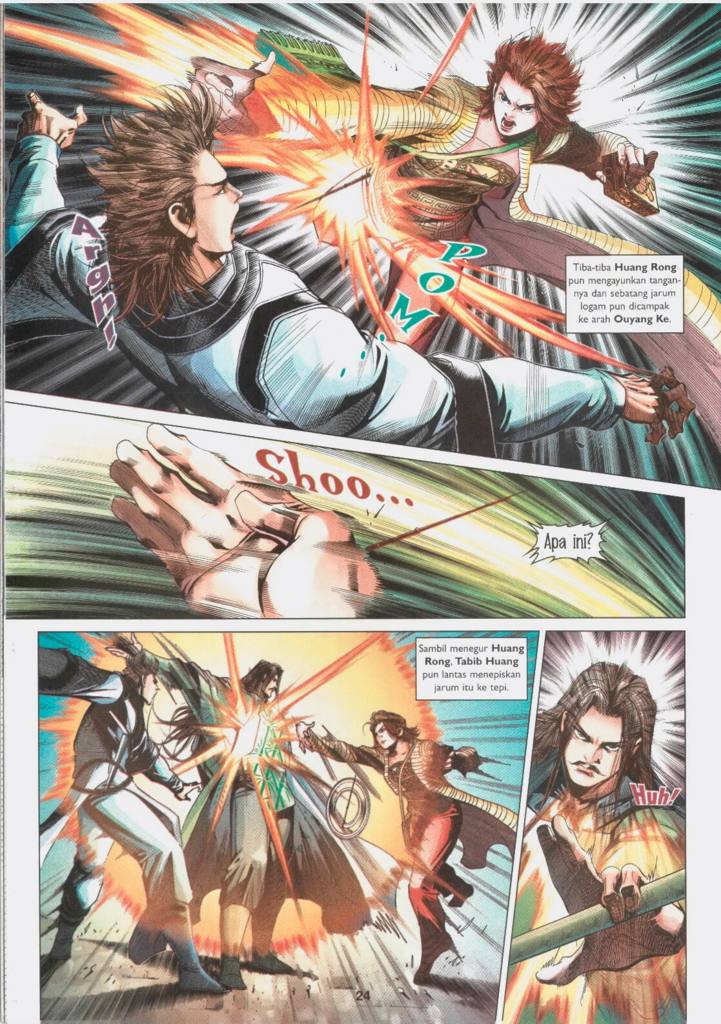 Argh!
POM...
Tiba-tiba Huang Rong
pun mengayunkan tangan-
nya dan sebatang jarum
logam pun dicampak
ke arah Ouyang Ke.
Shoo...
Apa ini?
Sambil menegur Huang
Rong, Tabib Huang
pun lantas menepiskan
jarum itu ke tepi.
Huh!
24